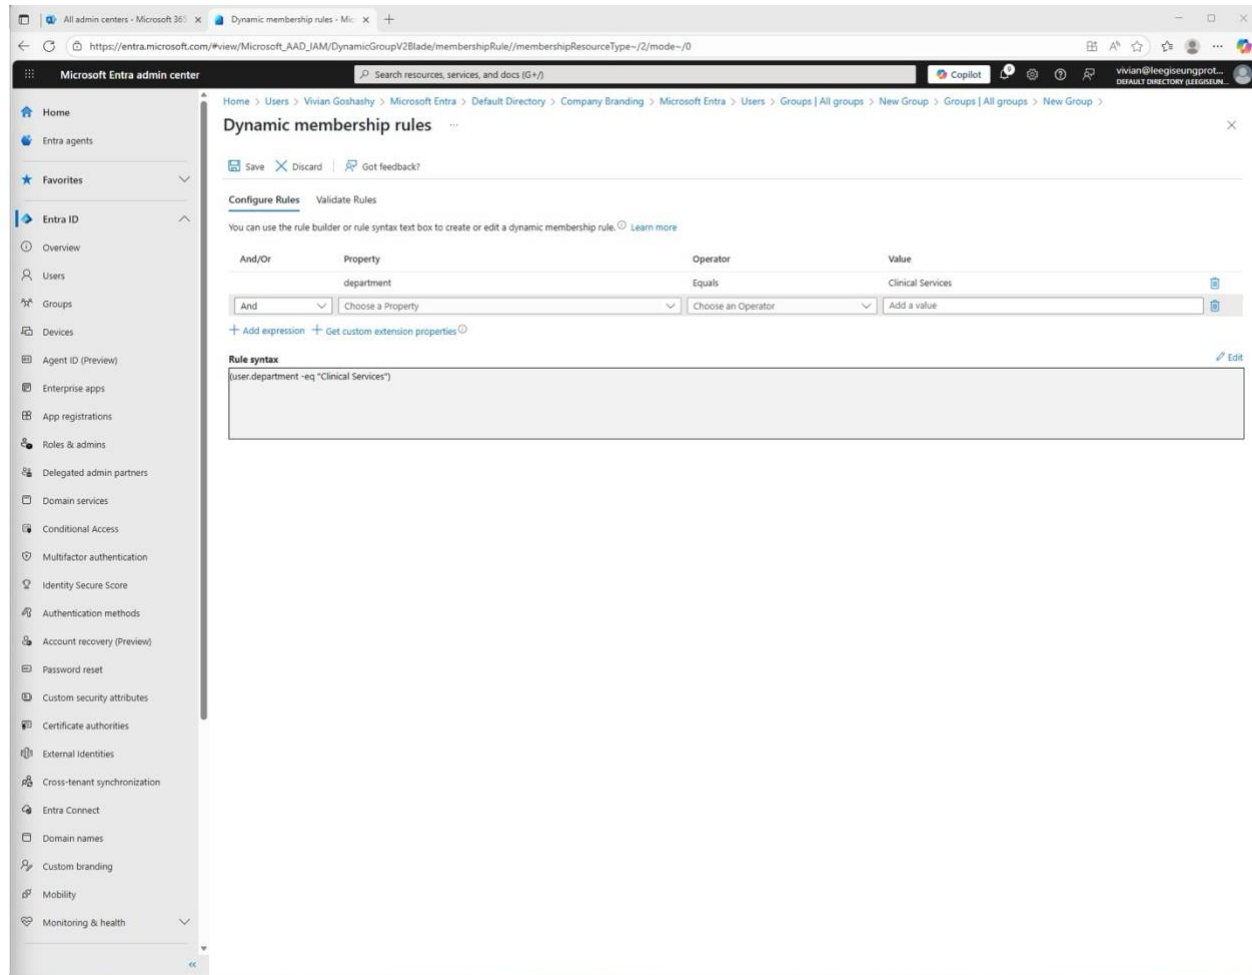 All admin centers - Microsoft 365
Dynamic membership rules - Mic
https://entra.microsoft.com/#view/Microsoft_AAD_IAM/DynamicGroupV2Blade/membershipRule//membershipResourceType~/2/mode~/0
Microsoft Entra admin center
Search resources, services, and docs (G+/)
Copilot
9
vivian@leegiseungprot...
DEFAULT DIRECTORY (LEEGISEUN...
Home > Users > Vivian Goshashy > Microsoft Entra > Default Directory > Company Branding > Microsoft Entra > Users > Groups | All groups > New Group > Groups | All groups > New Group >
Dynamic membership rules ...
Save Discard Got feedback?
Configure Rules Validate Rules
You can use the rule builder or rule syntax text box to create or edit a dynamic membership rule. Learn more
And/Or Property Operator Value
department Equals Clinical Services
And Choose a Property Choose an Operator Add a value
+ Add expression + Get custom extension properties
Rule syntax
Edit
(user.department -eq "Clinical Services")
Home
Entra agents
Favorites
Entra ID
Overview
Users
Groups
Devices
Agent ID (Preview)
Enterprise apps
App registrations
Roles & admins
Delegated admin partners
Domain services
Conditional Access
Multifactor authentication
Identity Secure Score
Authentication methods
Account recovery (Preview)
Password reset
Custom security attributes
Certificate authorities
External Identities
Cross-tenant synchronization
Entra Connect
Domain names
Custom branding
Mobility
Monitoring & health